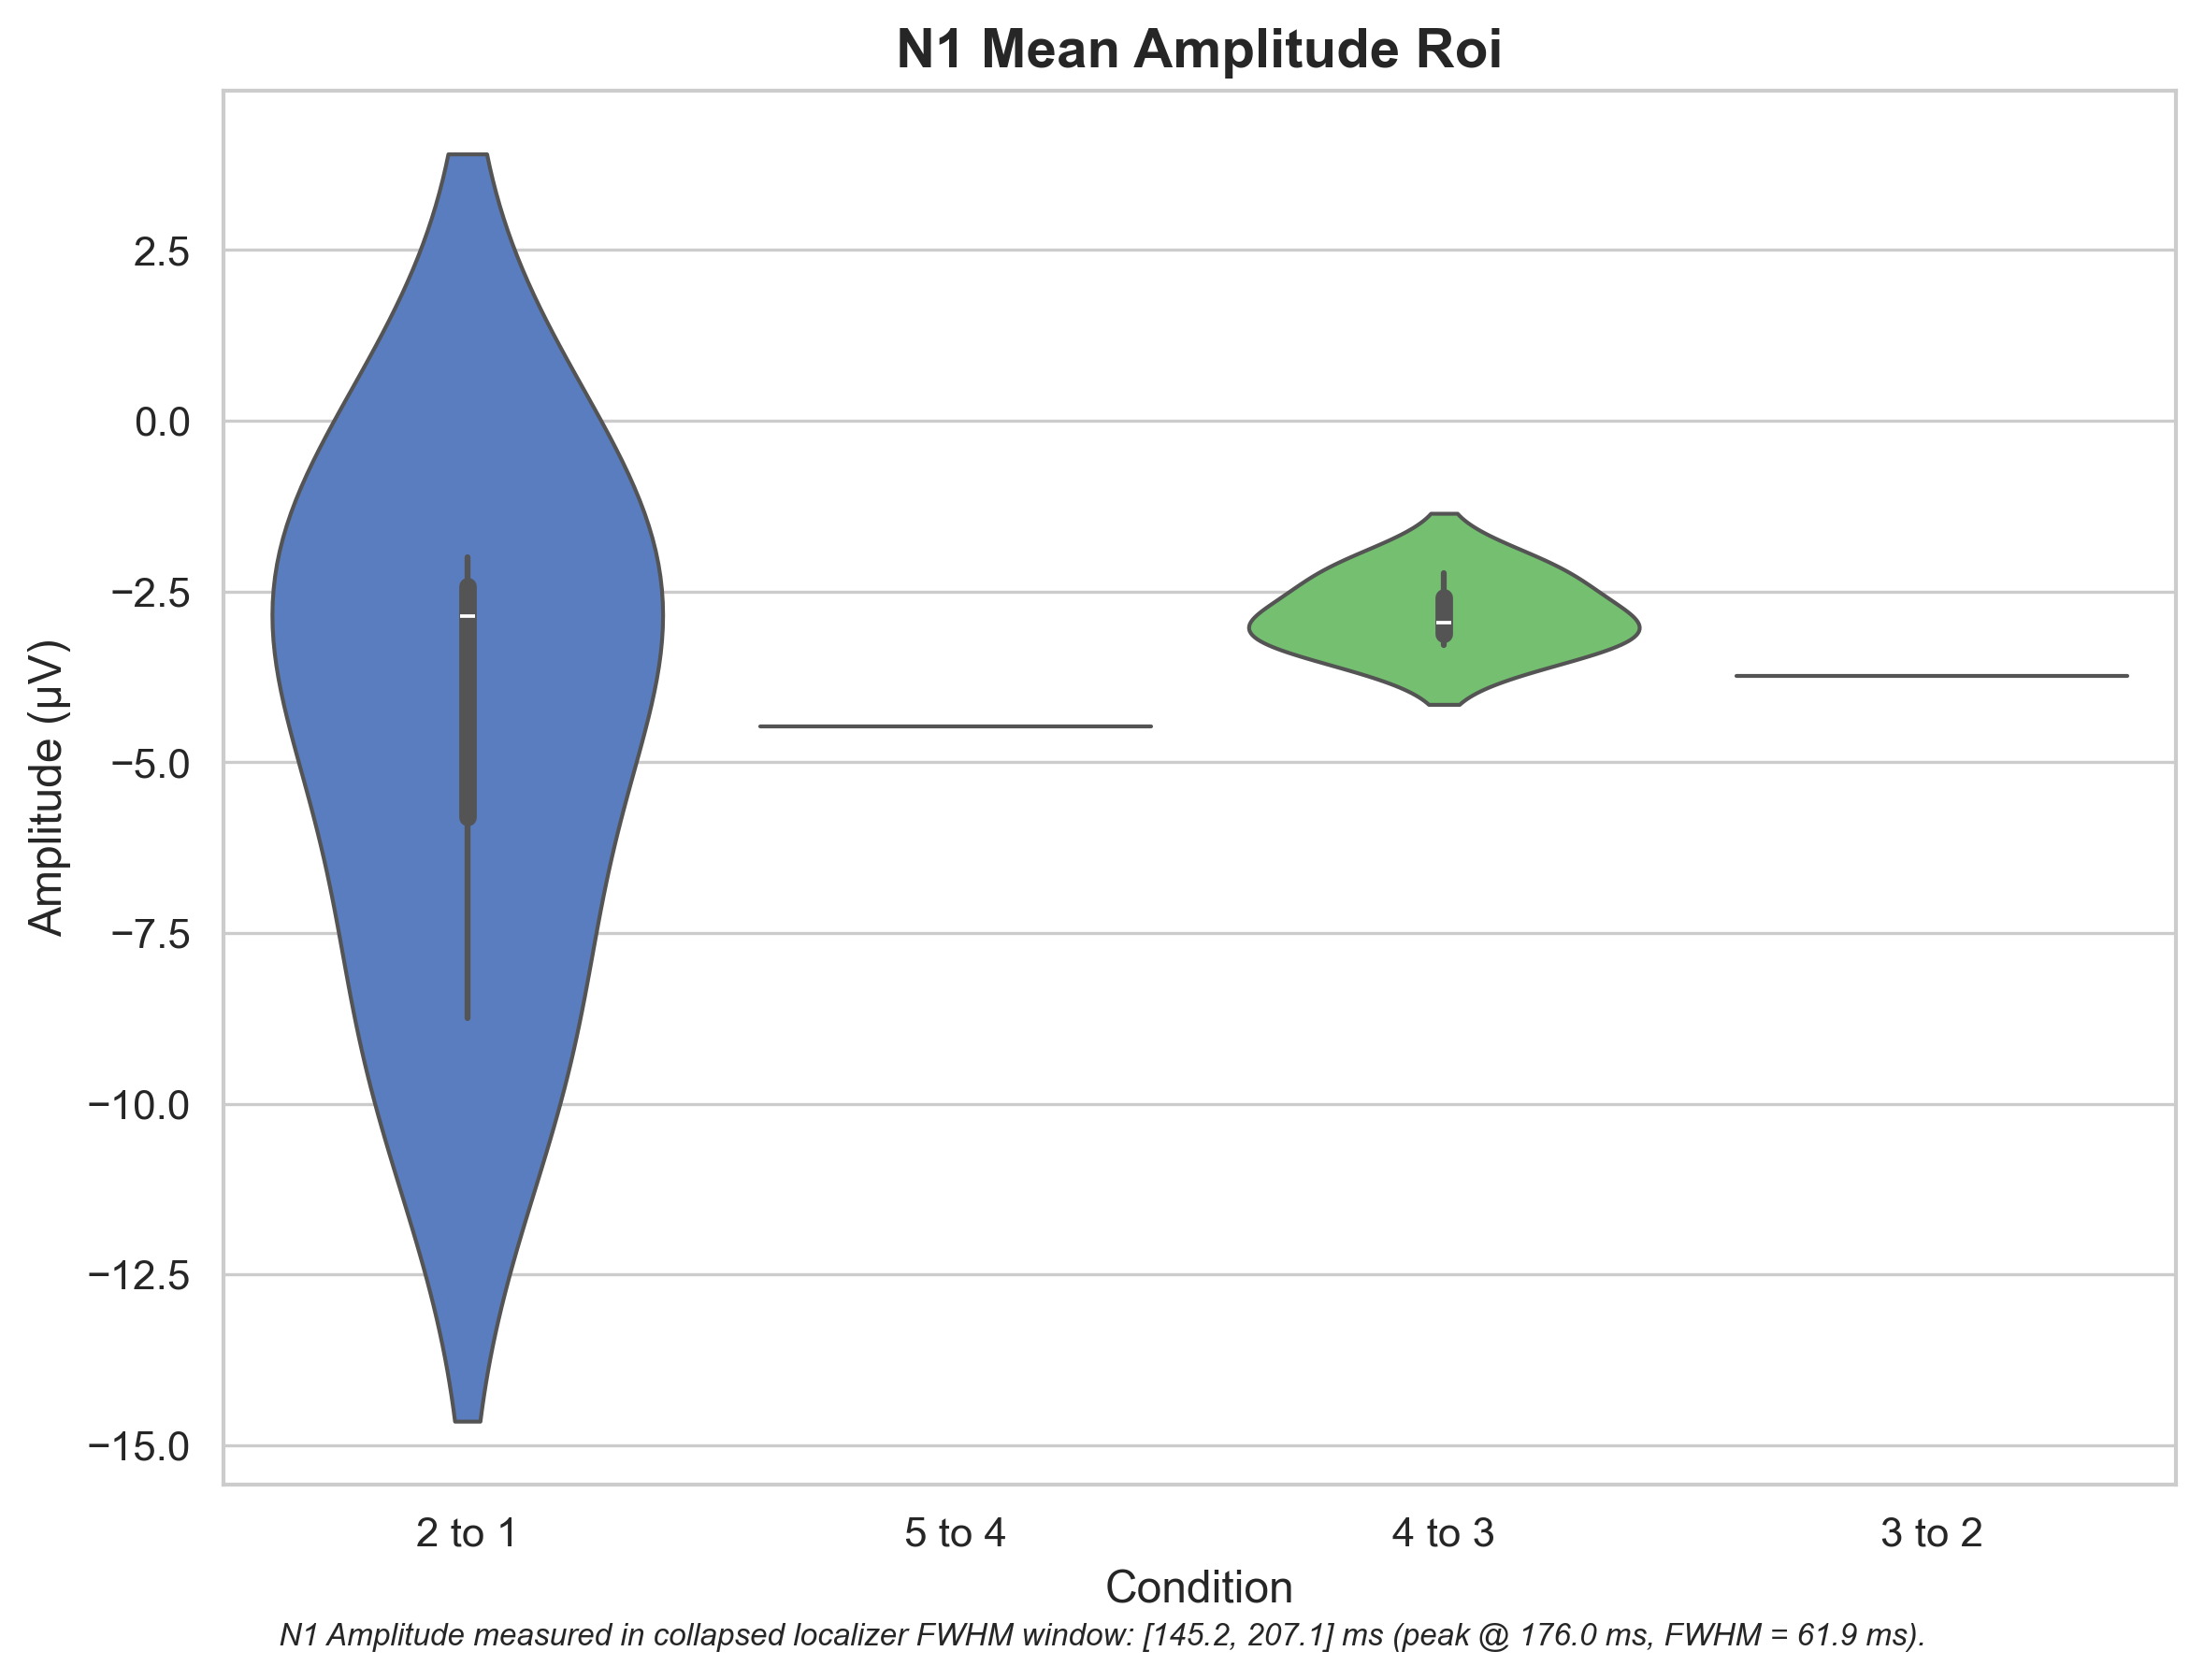 N1 Mean Amplitude Roi
Amplitude (µV)
2.5
0.0
−2.5
−5.0
−7.5
−10.0
−12.5
−15.0
2 to 1
5 to 4
4 to 3
3 to 2
Condition
N1 Amplitude measured in collapsed localizer FWHM window: [145.2, 207.1] ms (peak @ 176.0 ms, FWHM = 61.9 ms).